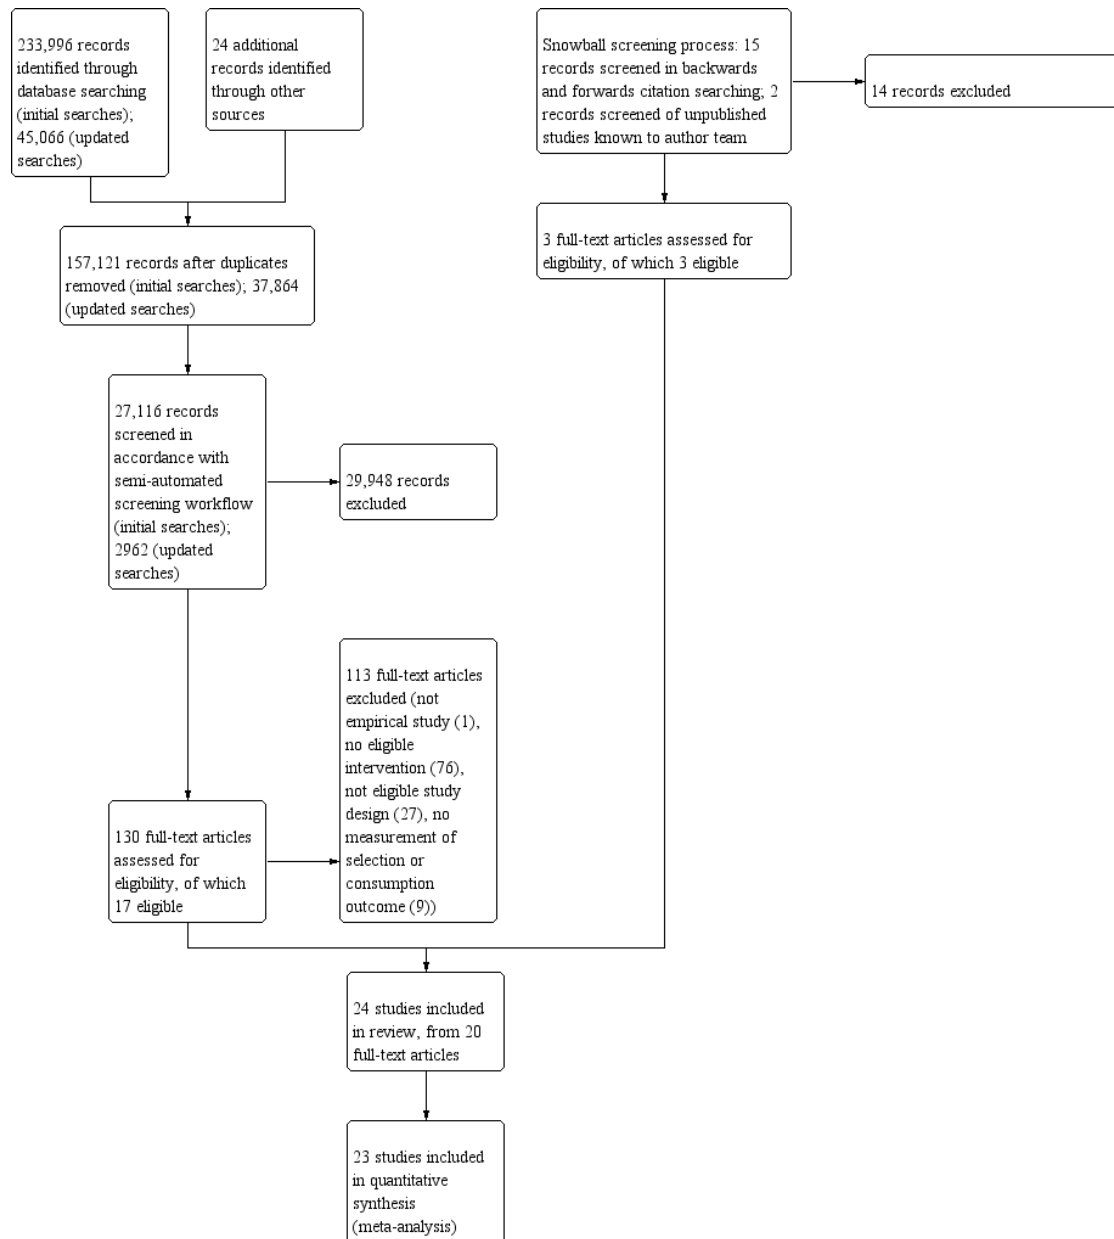 233,996 records
identified through
database searching
(initial searches);
45,066 (updated
searches)
24 additional
records identified
through other
sources
Snowball screening process: 15
records screened in backwards
and forwards citation searching; 2
records screened of unpublished
studies known to author team
14 records excluded
3 full-text articles assessed for
eligibility, of which 3 eligible
157,121 records after duplicates
removed (initial searches); 37,864
(updated searches)
27,116 records
screened in
accordance with
semi-automated
screening workflow
(initial searches);
2962 (updated
searches)
29,948 records
excluded
113 full-text articles
excluded (not
empirical study (1),
no eligible
intervention (76),
not eligible study
design (27), no
measurement of
selection or
consumption
outcome (9))
130 full-text articles
assessed for
eligibility, of which
17 eligible
24 studies included
in review, from 20
full-text articles
23 studies included
in quantitative
synthesis
(meta-analysis)